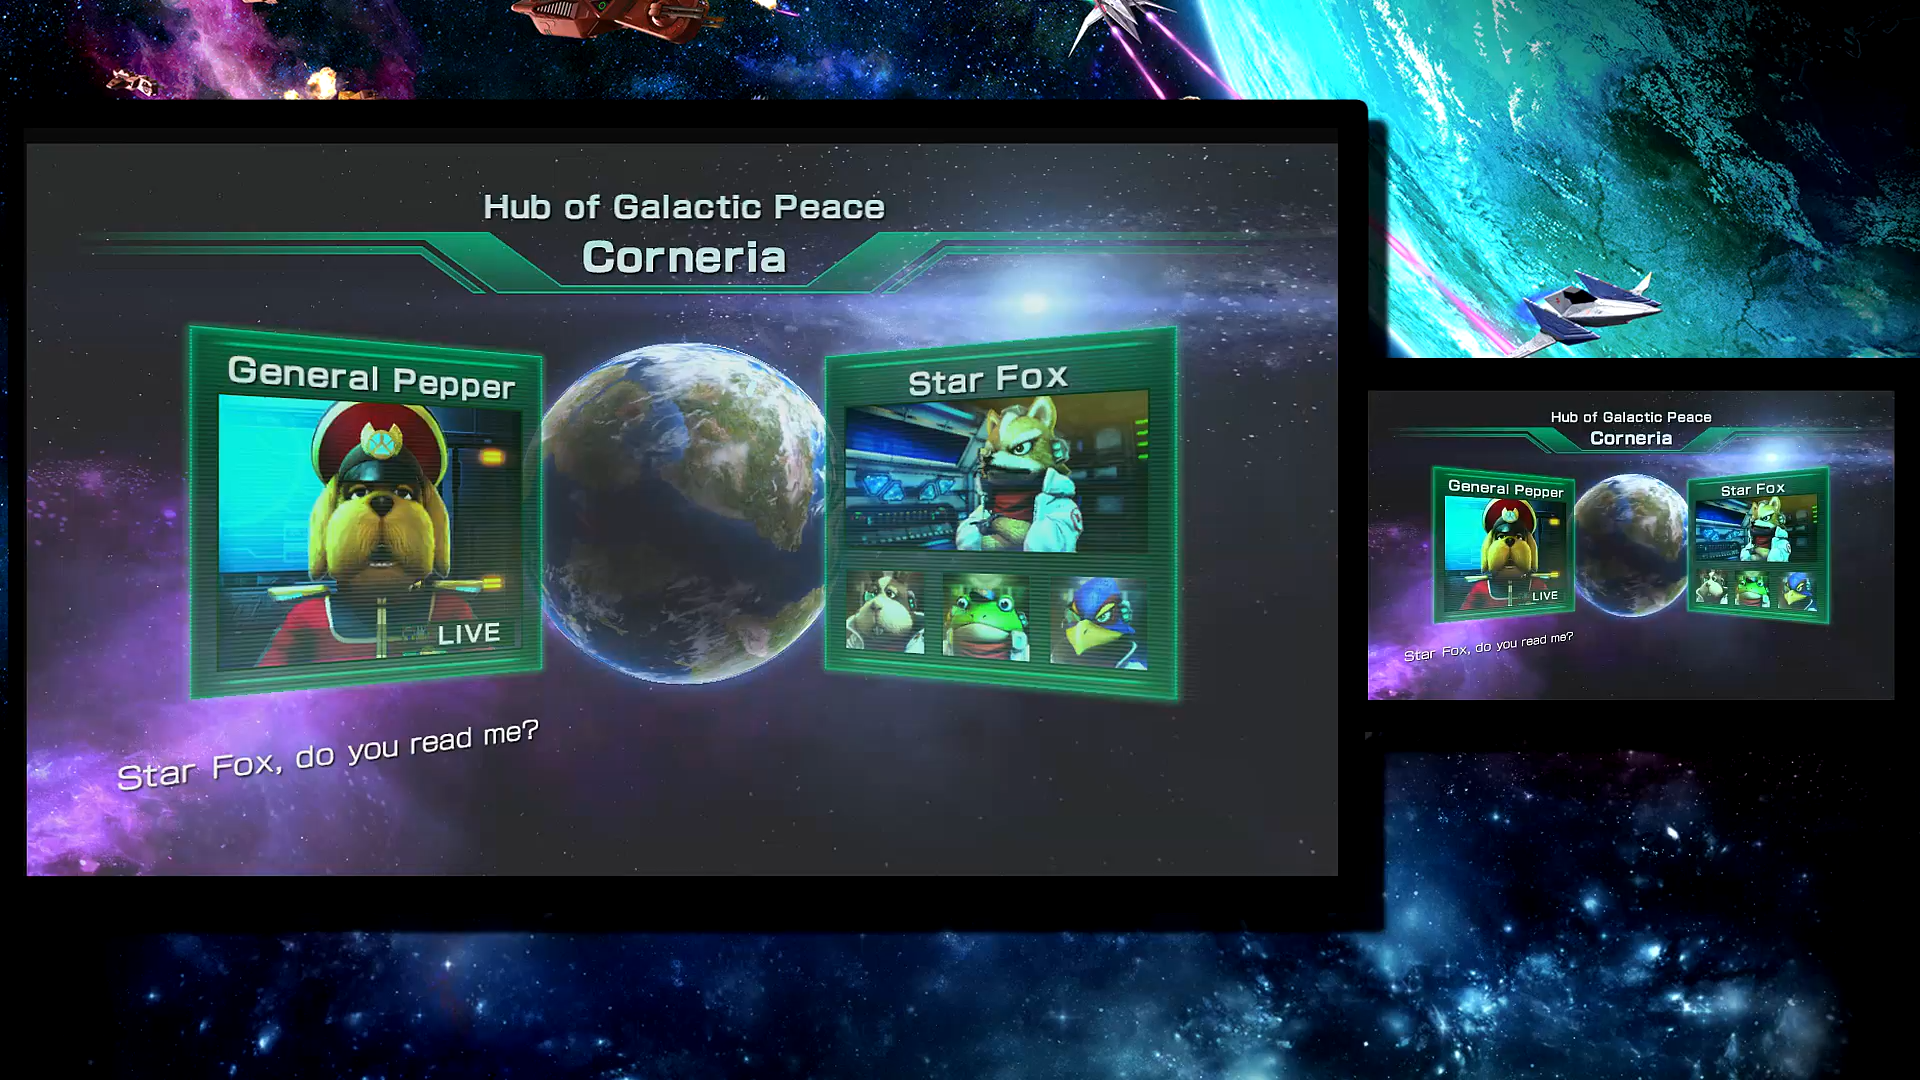 Hub of Galactic Peace
Corneria
General Pepper
Star Fox
LIVE
Star Fox, do you read me?
Hub of Galactic Peace
Corneria
General Pepper
Star Fox
LIVE
Star Fox, do you read me?